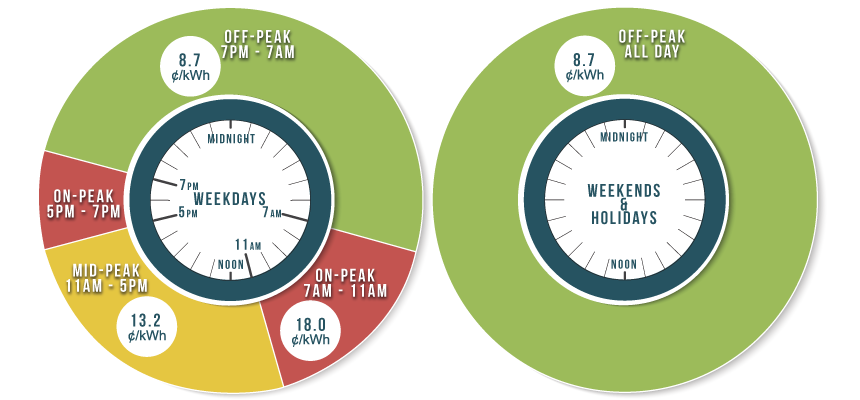 OFF-PEAK
7PM - 7AM
8.7
¢/kWh
MIDNIGHT
7PM
WEEKDAYS
5PM
7AM
11AM
NOON
ON-PEAK
5PM - 7PM
MID-PEAK
11AM - 5PM
13.2
¢/kWh
ON-PEAK
7AM - 11AM
18.0
¢/kWh
OFF-PEAK
ALL DAY
8.7
¢/kWh
MIDNIGHT
WEEKENDS
&
HOLIDAYS
NOON